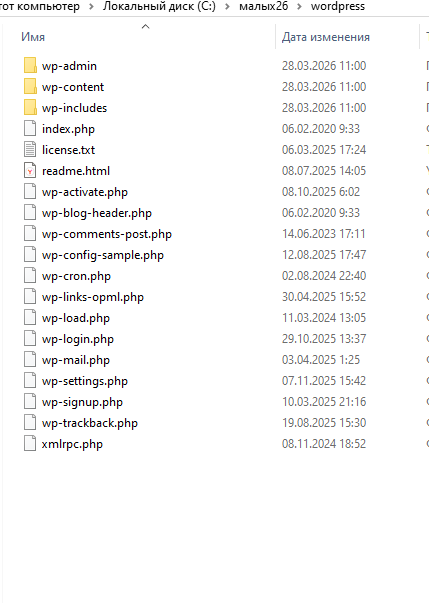 тот компьютер > Локальный диск (C:) > малых26 > wordpress
Имя Дата изменения
wp-admin 28.03.2026 11:00
wp-content 28.03.2026 11:00
wp-includes 28.03.2026 11:00
index.php 06.02.2020 9:33
license.txt 06.03.2025 17:24
readme.html 08.07.2025 14:05
wp-activate.php 08.10.2025 6:02
wp-blog-header.php 06.02.2020 9:33
wp-comments-post.php 14.06.2023 17:11
wp-config-sample.php 12.08.2025 17:47
wp-cron.php 02.08.2024 22:40
wp-links-opml.php 30.04.2025 15:52
wp-load.php 11.03.2024 13:05
wp-login.php 29.10.2025 13:37
wp-mail.php 03.04.2025 1:25
wp-settings.php 07.11.2025 15:42
wp-signup.php 10.03.2025 21:16
wp-trackback.php 19.08.2025 15:30
xmlrpc.php 08.11.2024 18:52